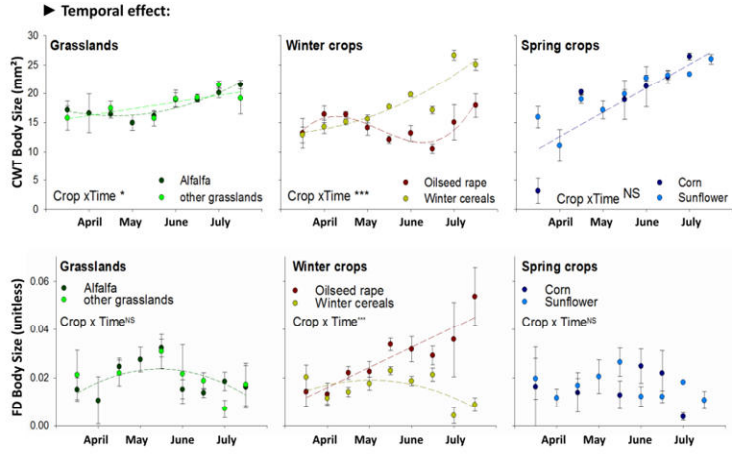 ► Temporal effect:
Grasslands
Winter crops
Spring crops
CWT Body Size (mm²)
30
25
20
15
10
5
0
Crop xTime *
Alfalfa
other grasslands
Crop xTime ***
Oilseed rape
Winter cereals
Crop xTime NS
Corn
Sunflower
April May June July
April May June July
April May June July
FD Body Size (unitless)
0.06
0.04
0.02
0.00
Grasslands
Alfalfa
other grasslands
Crop x Time NS
Winter crops
Oilseed rape
Winter cereals
Crop x Time ***
Spring crops
Corn
Sunflower
Crop x Time NS
April May June July
April May June July
April May June July